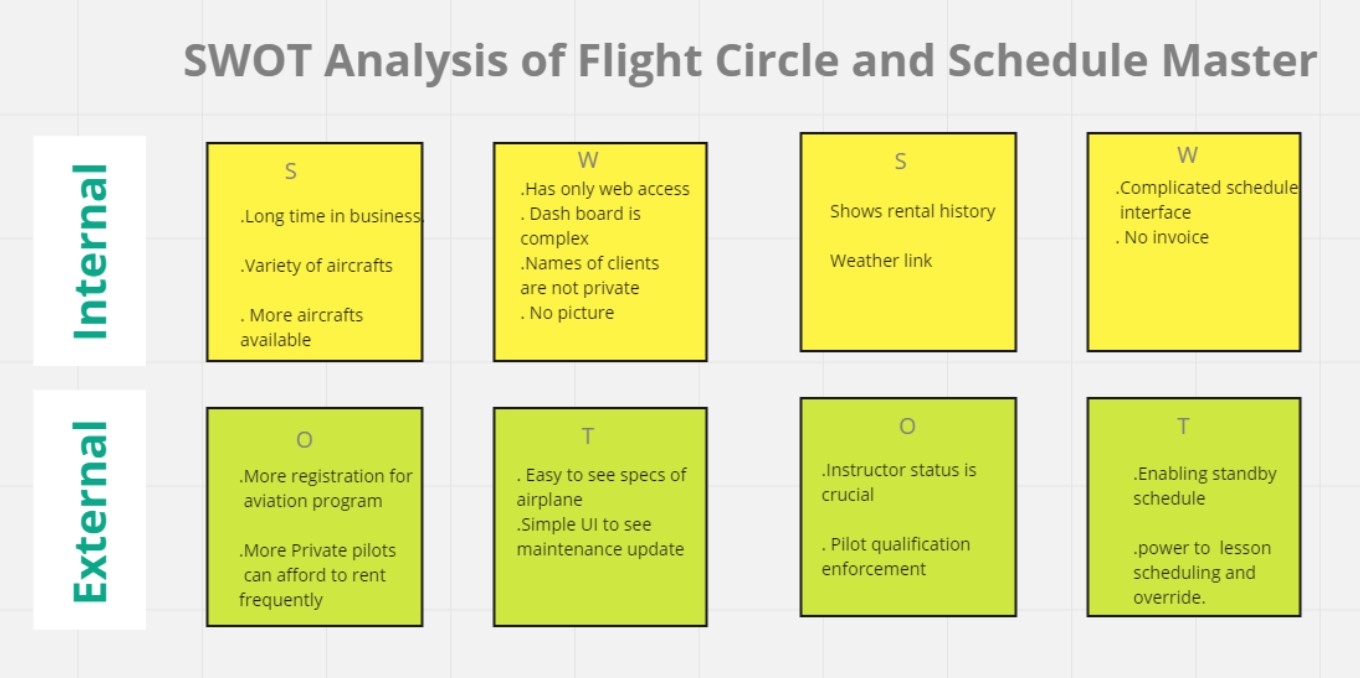 SWOT Analysis of Flight Circle and Schedule Master
Internal
S
.Long time in business.
.Variety of aircrafts
. More aircrafts
available
W
.Has only web access
. Dash board is
complex
.Names of clients
are not private
. No picture
S
Shows rental history
Weather link
W
.Complicated schedule
interface
. No invoice
External
O
.More registration for
aviation program
.More Private pilots
can afford to rent
frequently
T
. Easy to see specs of
airplane
.Simple UI to see
maintenance update
O
.Instructor status is
crucial
. Pilot qualification
enforcement
T
.Enabling standby
schedule
.power to  lesson
scheduling and
override.